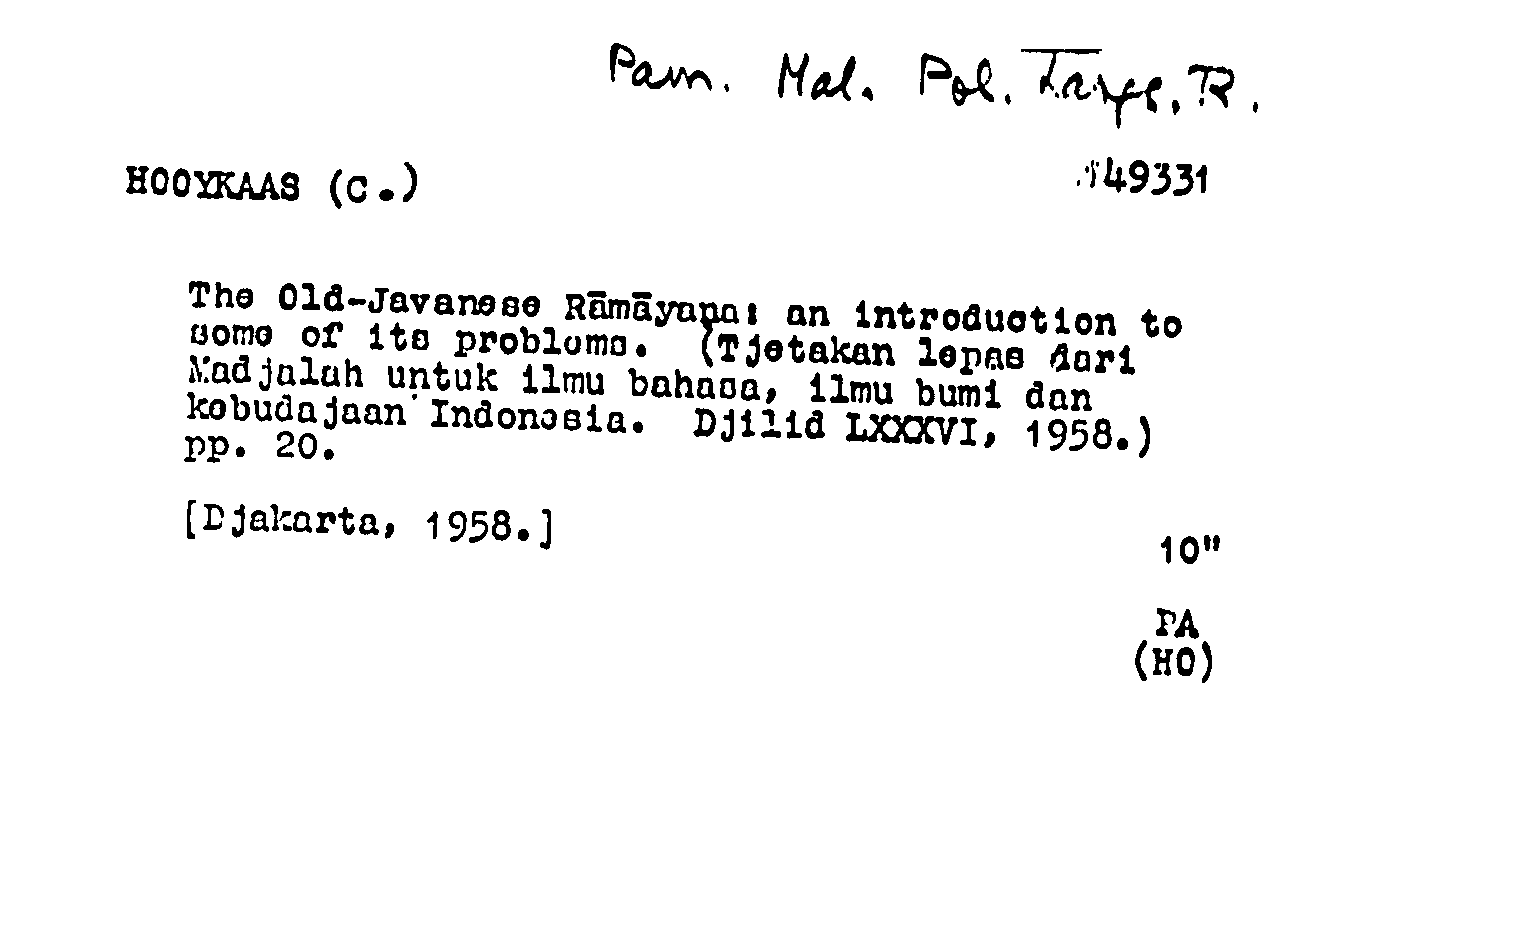 Pam. Mal. Pol. Large. R.
HOOYKAAS (C.)
149331
The Old-Javanese Rāmāyaṇa: an introduction to
some of its problems. (Tjetakan lepas dari
Madjalah untuk ilmu bahasa, ilmu bumi dan
kebudajaan Indonesia. Djilid LXXXVI, 1958.)
pp. 20.
[Djakarta, 1958.]
10"
PA
(HO)